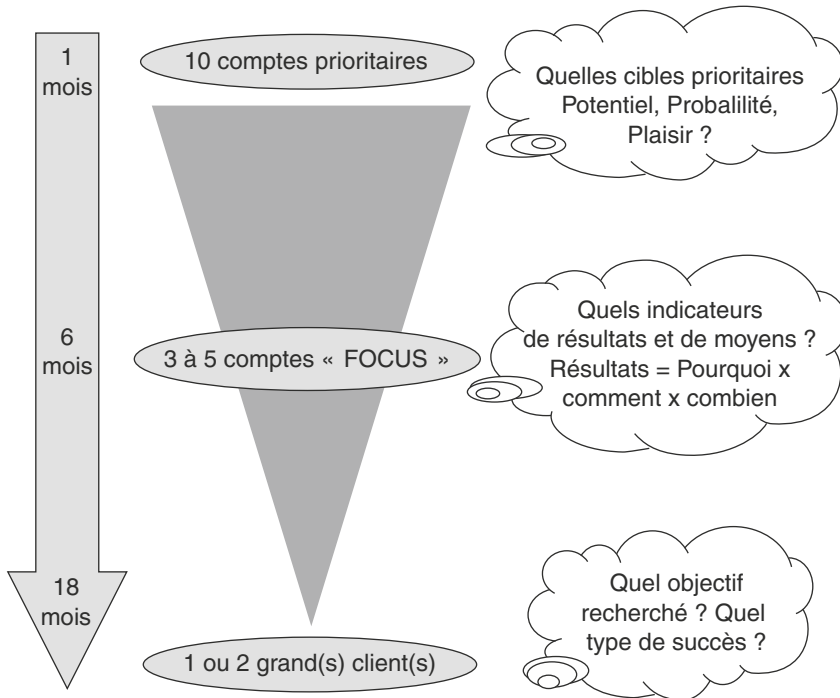 1
mois
10 comptes prioritaires
Quelles cibles prioritaires
Potentiel, Probalilité,
Plaisir ?
6
mois
3 à 5 comptes « FOCUS »
Quels indicateurs
de résultats et de moyens ?
Résultats = Pourquoi x
comment x combien
18
mois
1 ou 2 grand(s) client(s)
Quel objectif
recherché ? Quel
type de succès ?